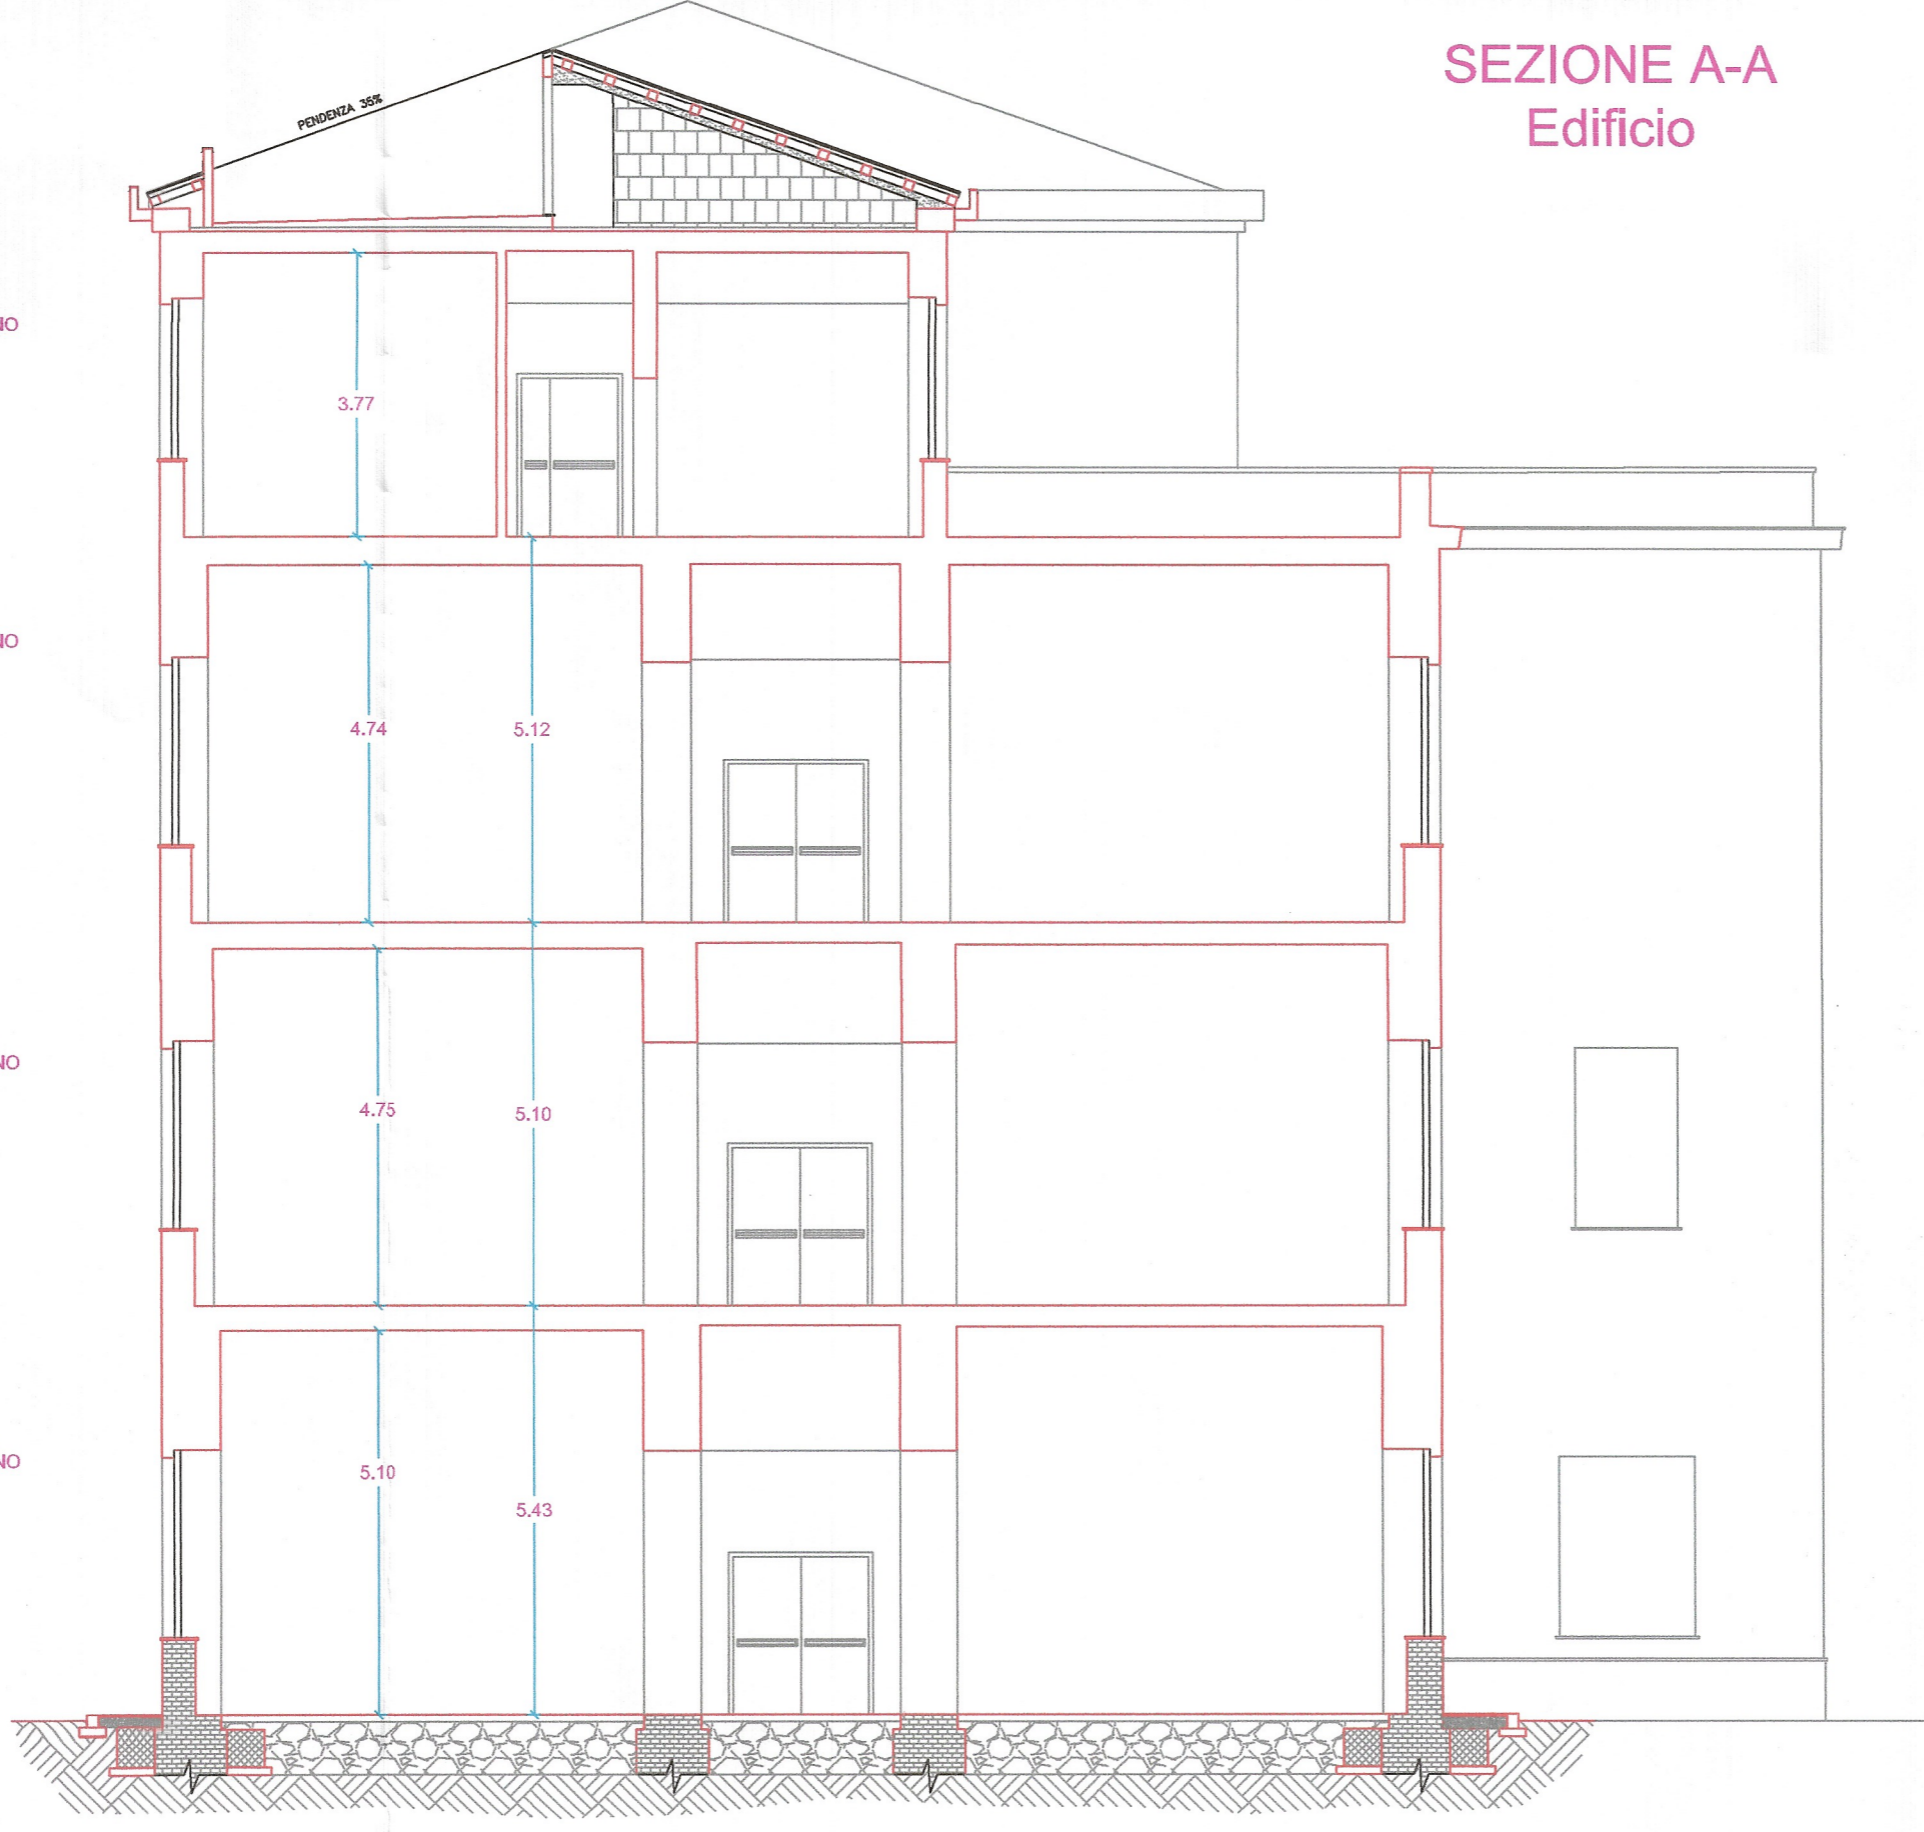 SEZIONE A-A
Edificio
PENDENZA 35%
NO
3.77
NO
4.74
5.12
NO
4.75
5.10
NO
5.10
5.43